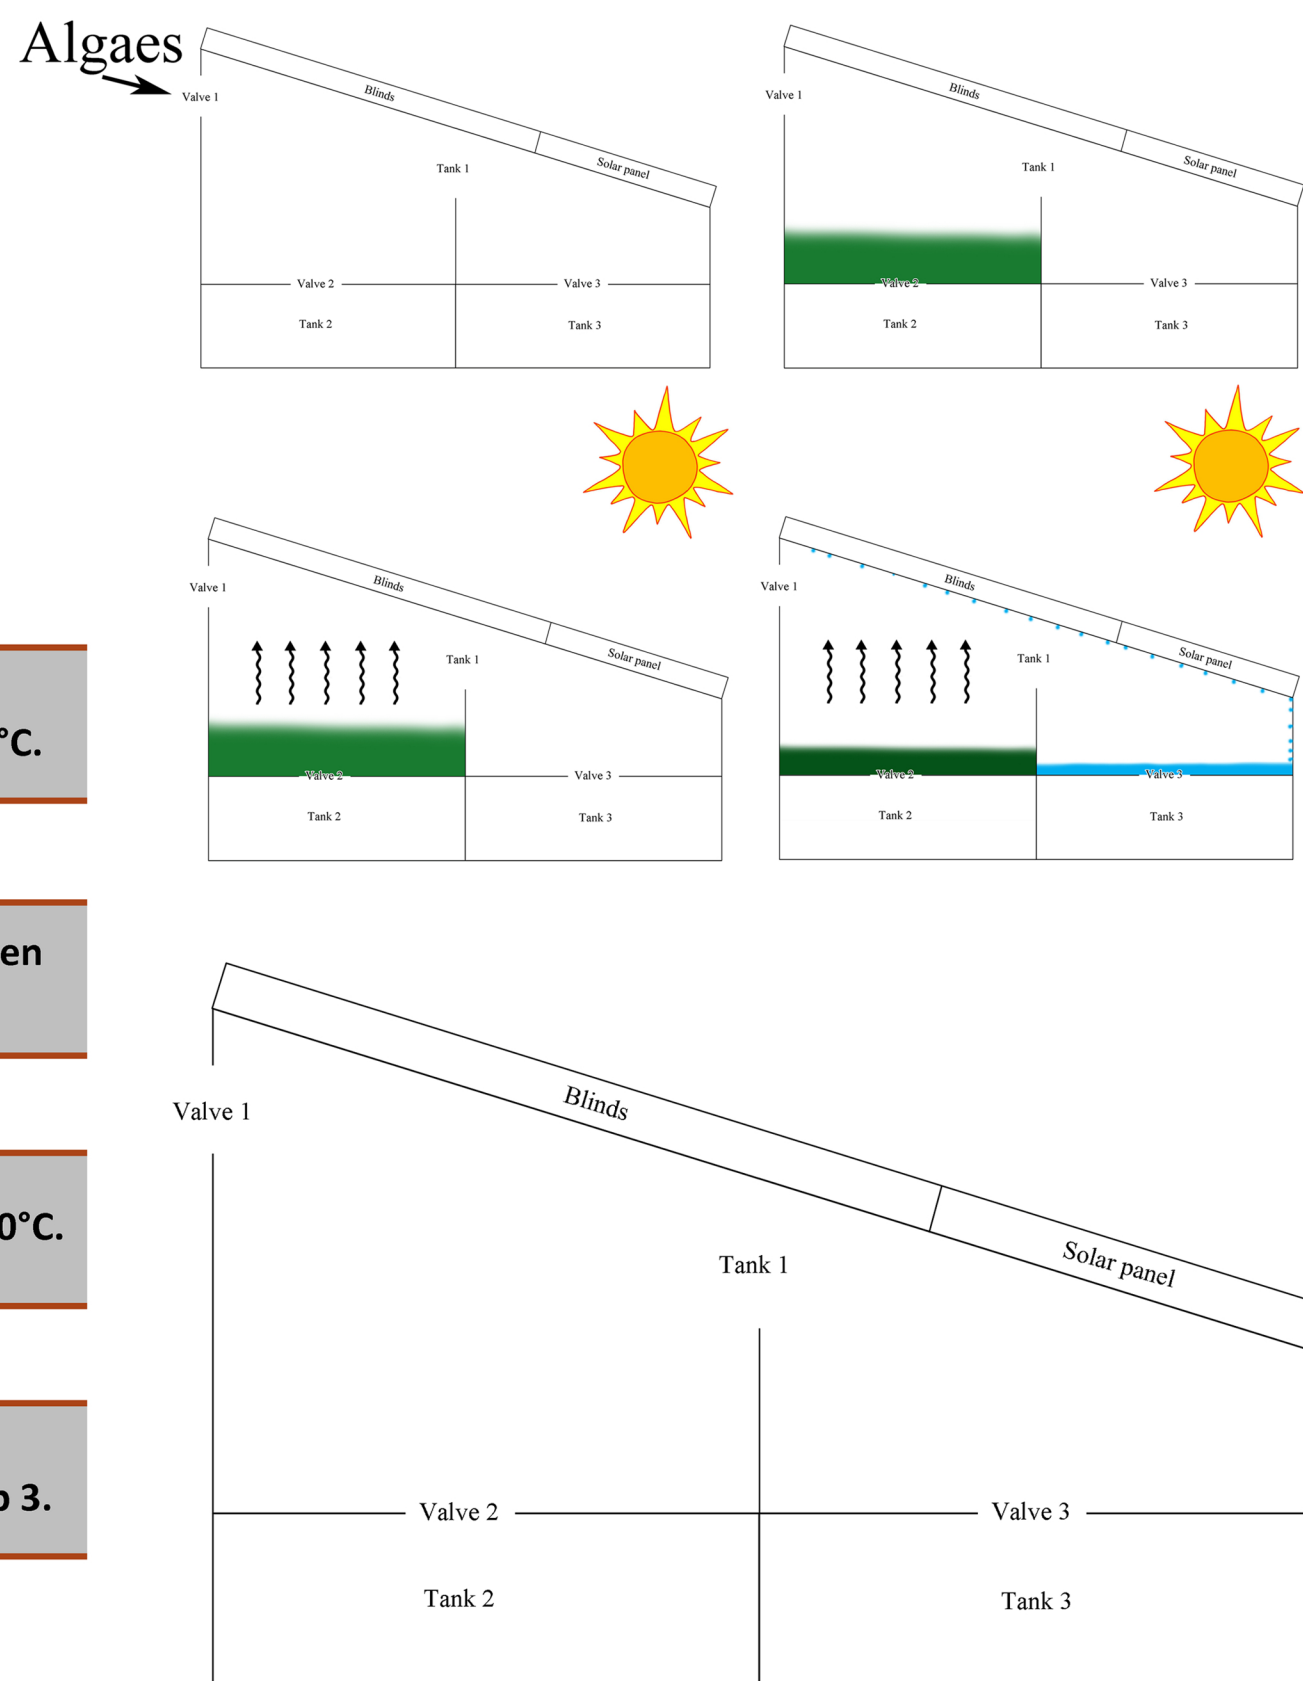 Algaes
Valve 1
Blinds
Solar panel
Tank 1
Valve 2
Valve 3
Tank 2
Tank 3
Valve 1
Blinds
Solar panel
Tank 1
Valve 2
Valve 3
Tank 2
Tank 3
Valve 1
Blinds
Solar panel
Tank 1
Valve 2
Valve 3
Tank 2
Tank 3
Valve 1
Blinds
Solar panel
Tank 1
Valve 2
Valve 3
Tank 2
Tank 3
°C.
en
0°C.
3.
Valve 1
Blinds
Solar panel
Tank 1
Valve 2
Valve 3
Tank 2
Tank 3